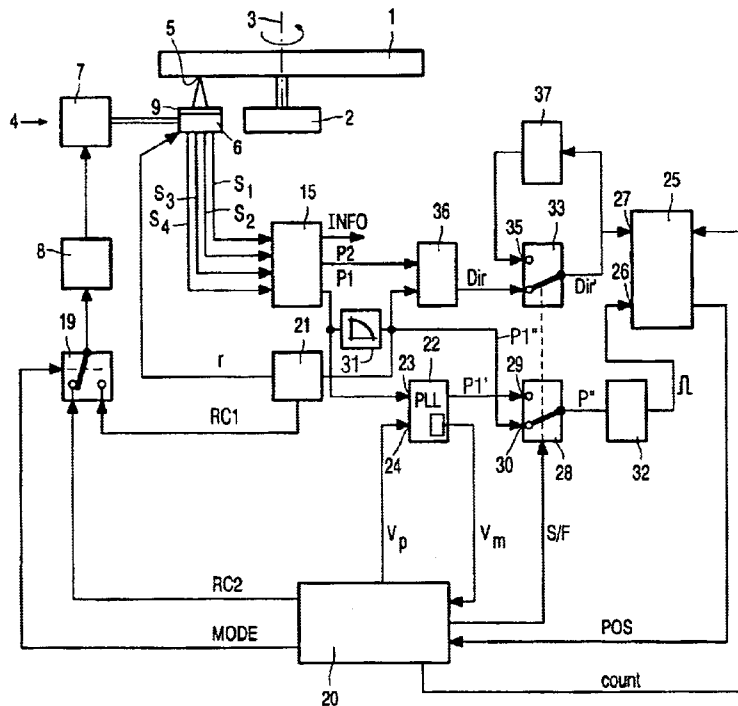 3
1
5
7
9
4
6
2
37
S1
S3
S2
S4
15
36
33
27
25
INFO
P2
P1
35
Dir
Dir'
26
8
31
P1"
19
21
22
r
23
PLL
P1'
29
P"
24
30
28
32
RC1
Vp
Vm
S/F
RC2
MODE
POS
20
count